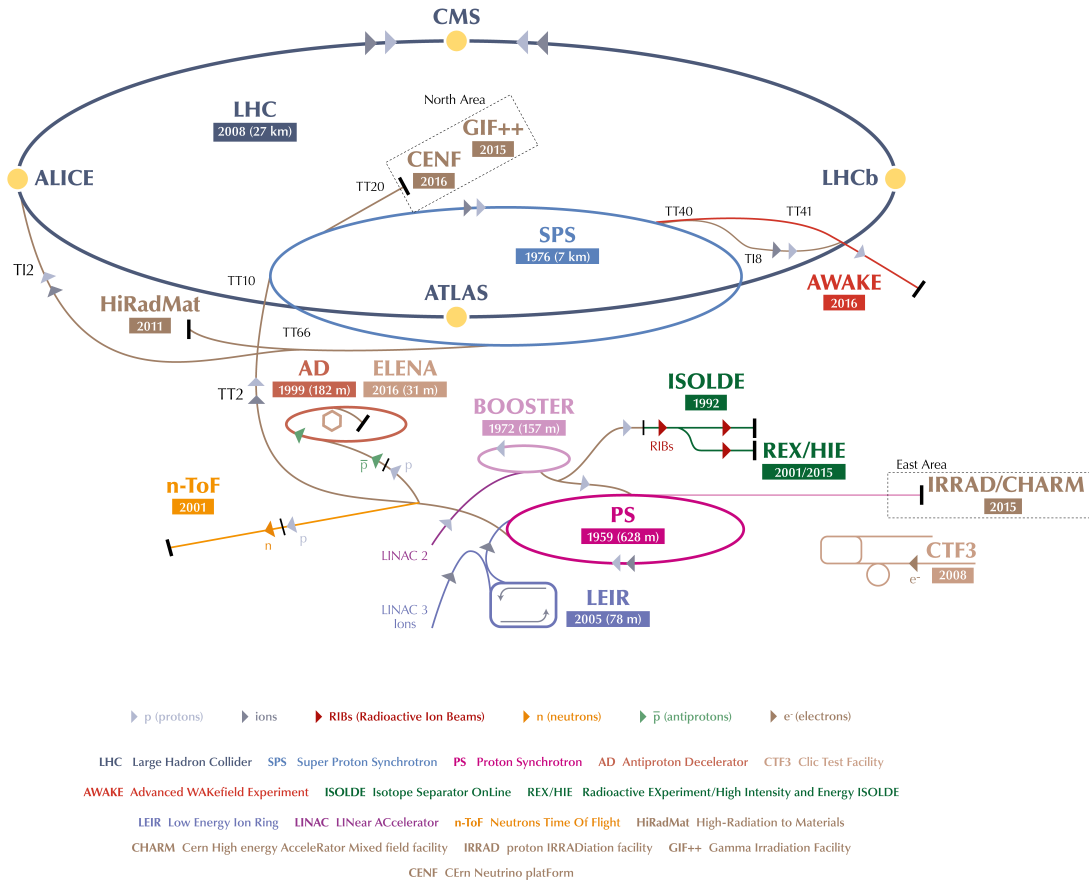 CMS
North Area
LHC
2008 (27 km)
GIF++
2015
CENF
2016
ALICE
TT20
LHCb
TT40
TT41
SPS
1976 (7 km)
TI8
TI2
TT10
AWAKE
2016
HiRadMat
2011
ATLAS
TT66
AD
1999 (182 m)
ELENA
2016 (31 m)
TT2
BOOSTER
1972 (157 m)
ISOLDE
1992
RIBs
REX/HIE
2001/2015
p̅
p
East Area
n-ToF
2001
IRRAD/CHARM
2015
PS
1959 (628 m)
n
p
LINAC 2
CTF3
2008
e-
LINAC 3
Ions
LEIR
2005 (78 m)
p (protons) ions RIBs (Radioactive Ion Beams) n (neutrons) p̅ (antiprotons) e- (electrons)
LHC Large Hadron Collider SPS Super Proton Synchrotron PS Proton Synchrotron AD Antiproton Decelerator CTF3 Clic Test Facility
AWAKE Advanced WAKefield Experiment ISOLDE Isotope Separator OnLine REX/HIE Radioactive EXperiment/High Intensity and Energy ISOLDE
LEIR Low Energy Ion Ring LINAC LINear ACcelerator n-ToF Neutrons Time Of Flight HiRadMat High-Radiation to Materials
CHARM Cern High energy AcceleRator Mixed field facility IRRAD proton IRRADiation facility GIF++ Gamma Irradiation Facility
CENF CErn Neutrino platForm